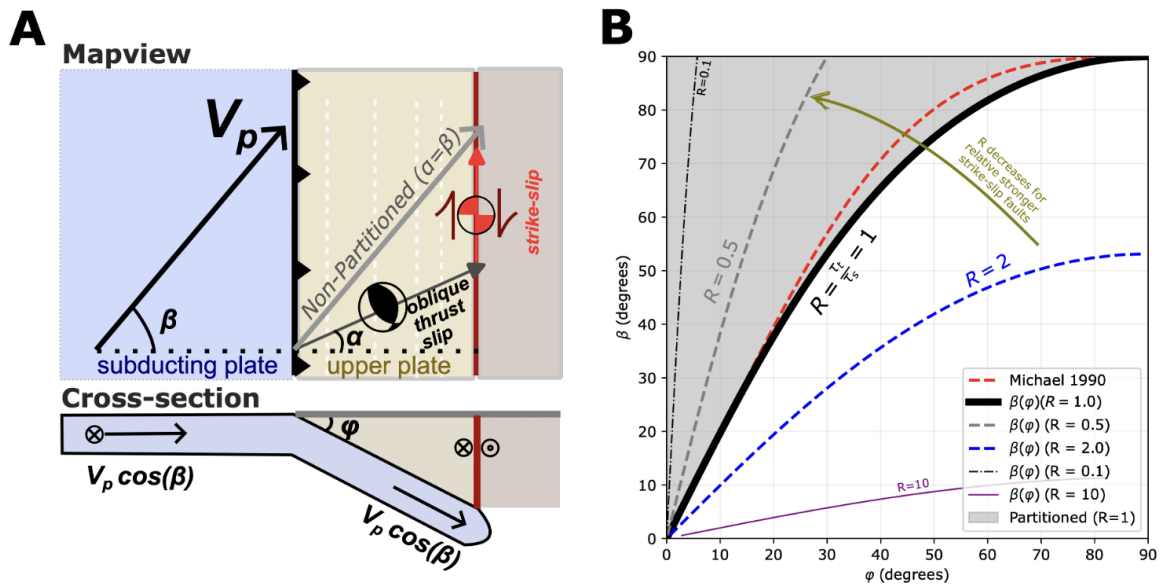 A
Mapview
V_p
β
Non-Partitioned (α=β)
α
oblique
thrust
slip
strike-slip
subducting plate
upper plate
Cross-section
φ
V_p cos(β)
V_p cos(β)
B
R=0.1
R = 0.5
R = τ_t/τ_s = 1
R = 2
R=10
R decreases for
relative stronger
strike-slip faults
β (degrees)
90
80
70
60
50
40
30
20
10
0
0 10 20 30 40 50 60 70 80 90
φ (degrees)
Michael 1990
β(φ)(R = 1.0)
β(φ) (R = 0.5)
β(φ) (R = 2.0)
β(φ) (R = 0.1)
β(φ) (R = 10)
Partitioned (R=1)